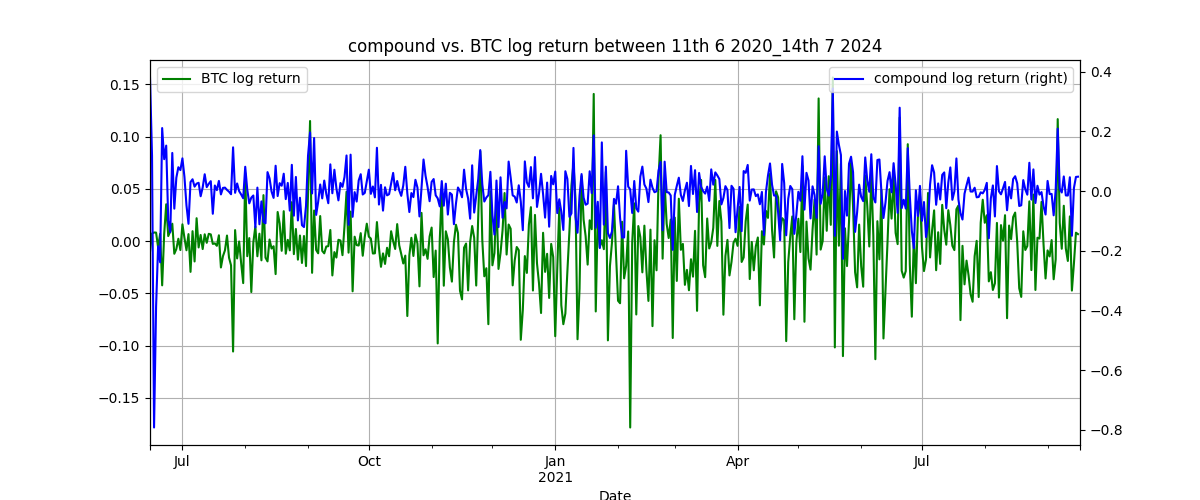 compound vs. BTC log return between 11th 6 2020_14th 7 2024
BTC log return
compound log return (right)
0.15
0.10
0.05
0.00
−0.05
−0.10
−0.15
0.4
0.2
0.0
−0.2
−0.4
−0.6
−0.8
Jul
Oct
Jan
2021
Apr
Jul
Date